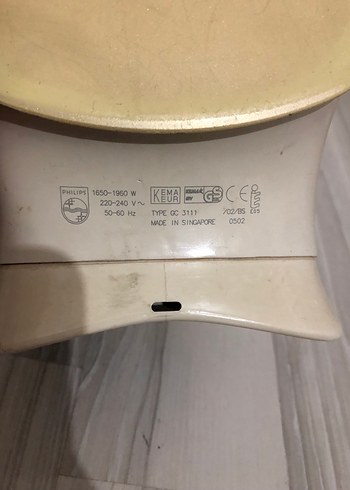 PHILIPS
1650-1960 W
220-240 V~
50-60 Hz
KEMA
KEUR
GS
CE
TYPE GC 3111 /02/BS
MADE IN SINGAPORE 0502